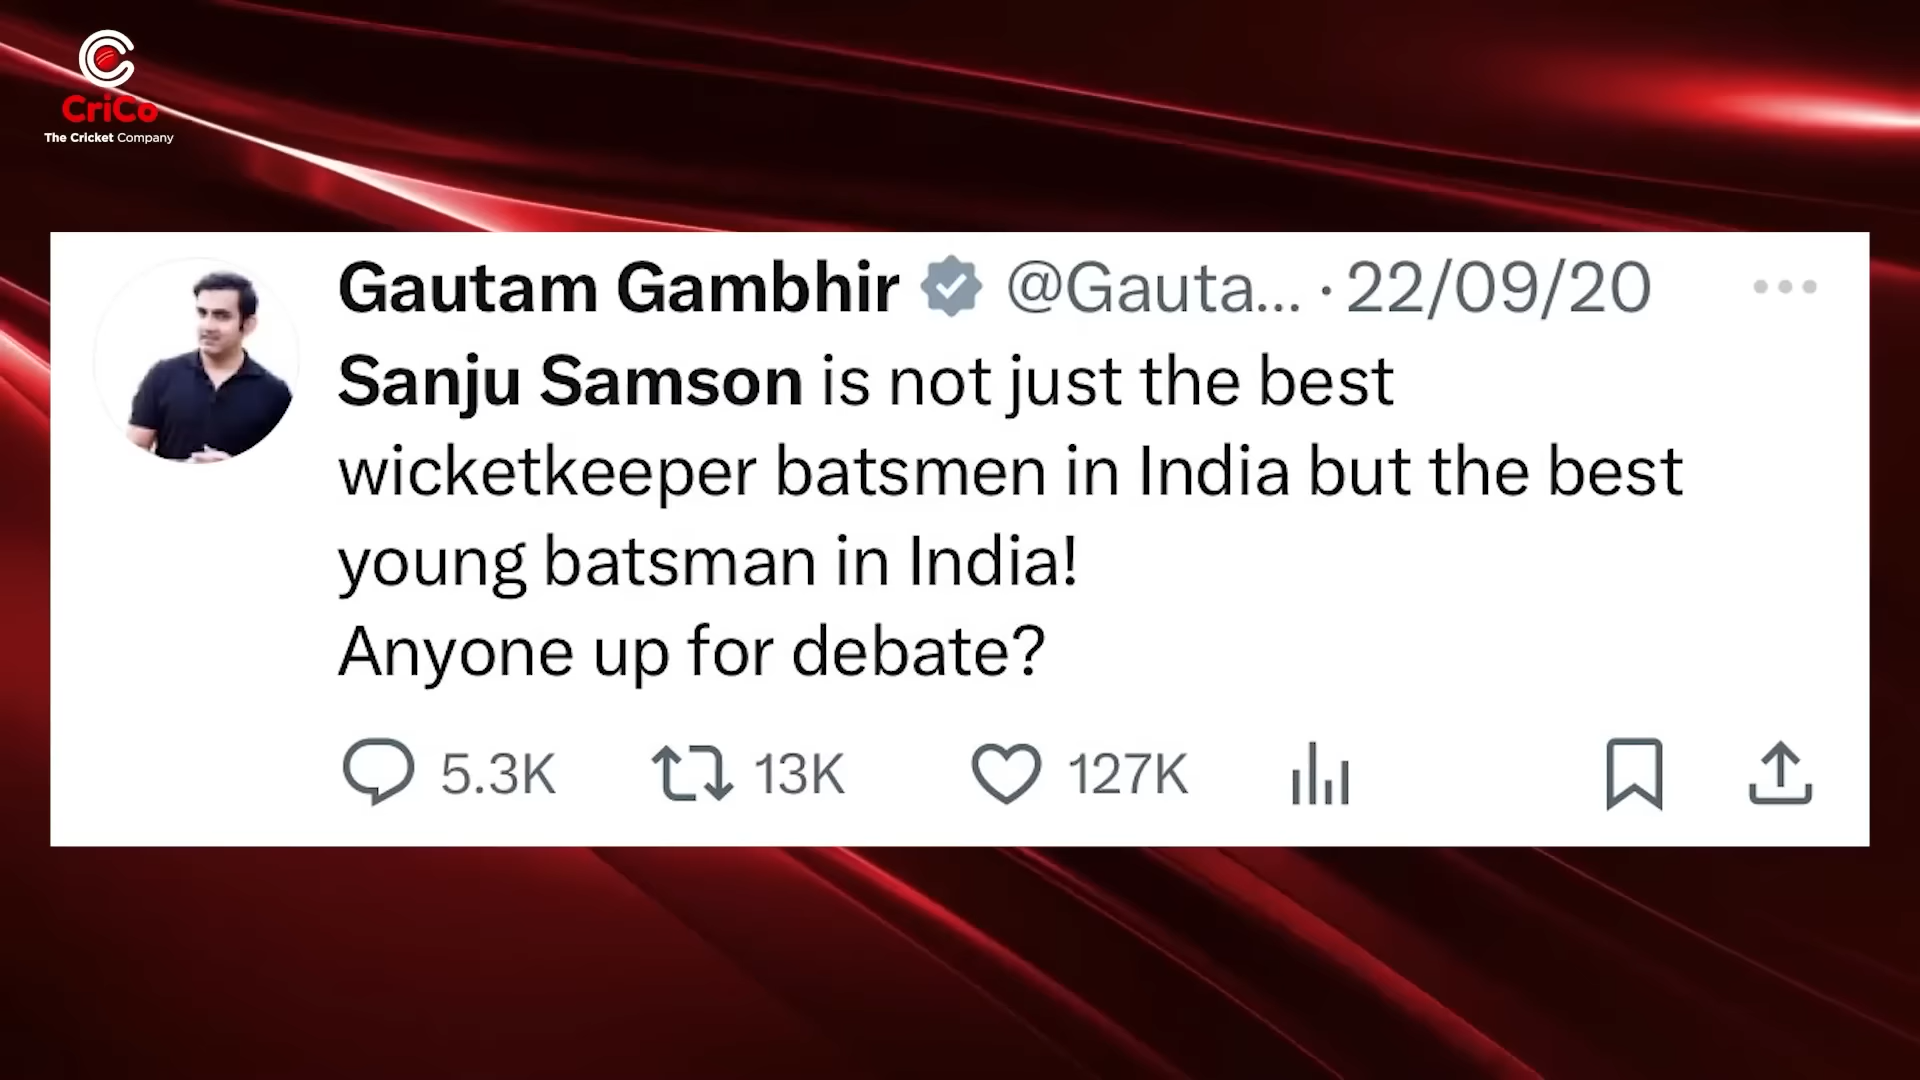 CriCo
The Cricket Company
Gautam Gambhir @Gauta... · 22/09/20
Sanju Samson is not just the best
wicketkeeper batsmen in India but the best
young batsman in India!
Anyone up for debate?
5.3K 13K 127K